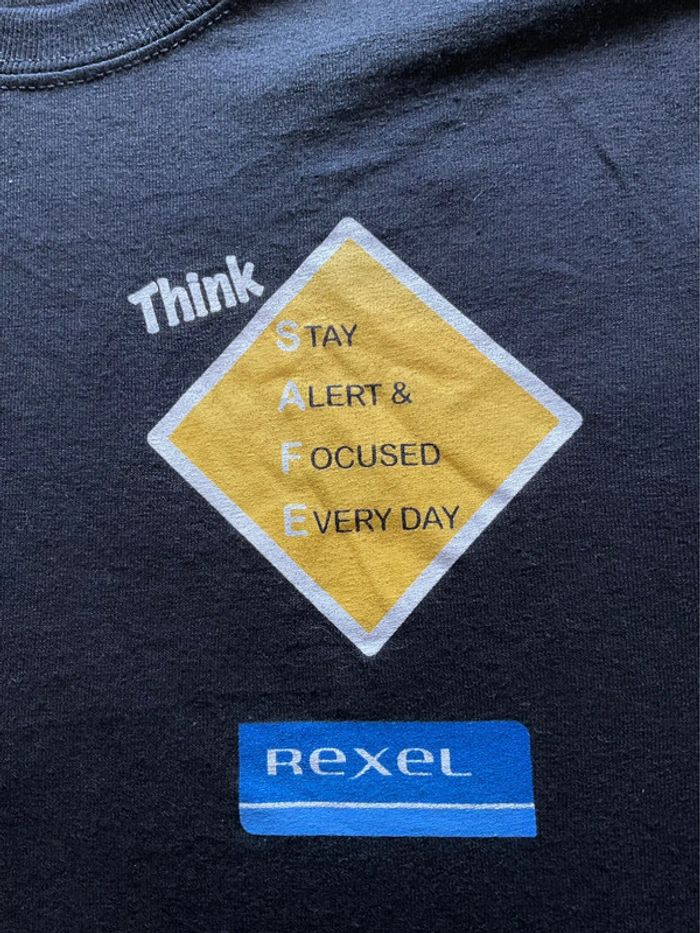 Think
STAY
ALERT &
FOCUSED
EVERY DAY
REXEL